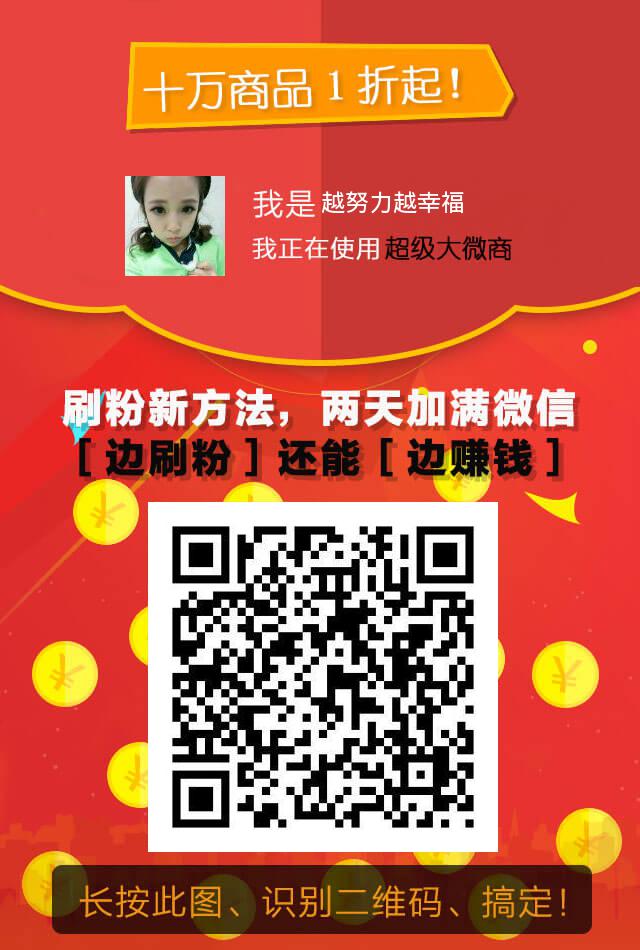 十万商品1折起！
我是 越努力越幸福
我正在使用 超级大微商
刷粉新方法，两天加满微信
[边刷粉]还能[边赚钱]
长按此图、识别二维码、搞定！